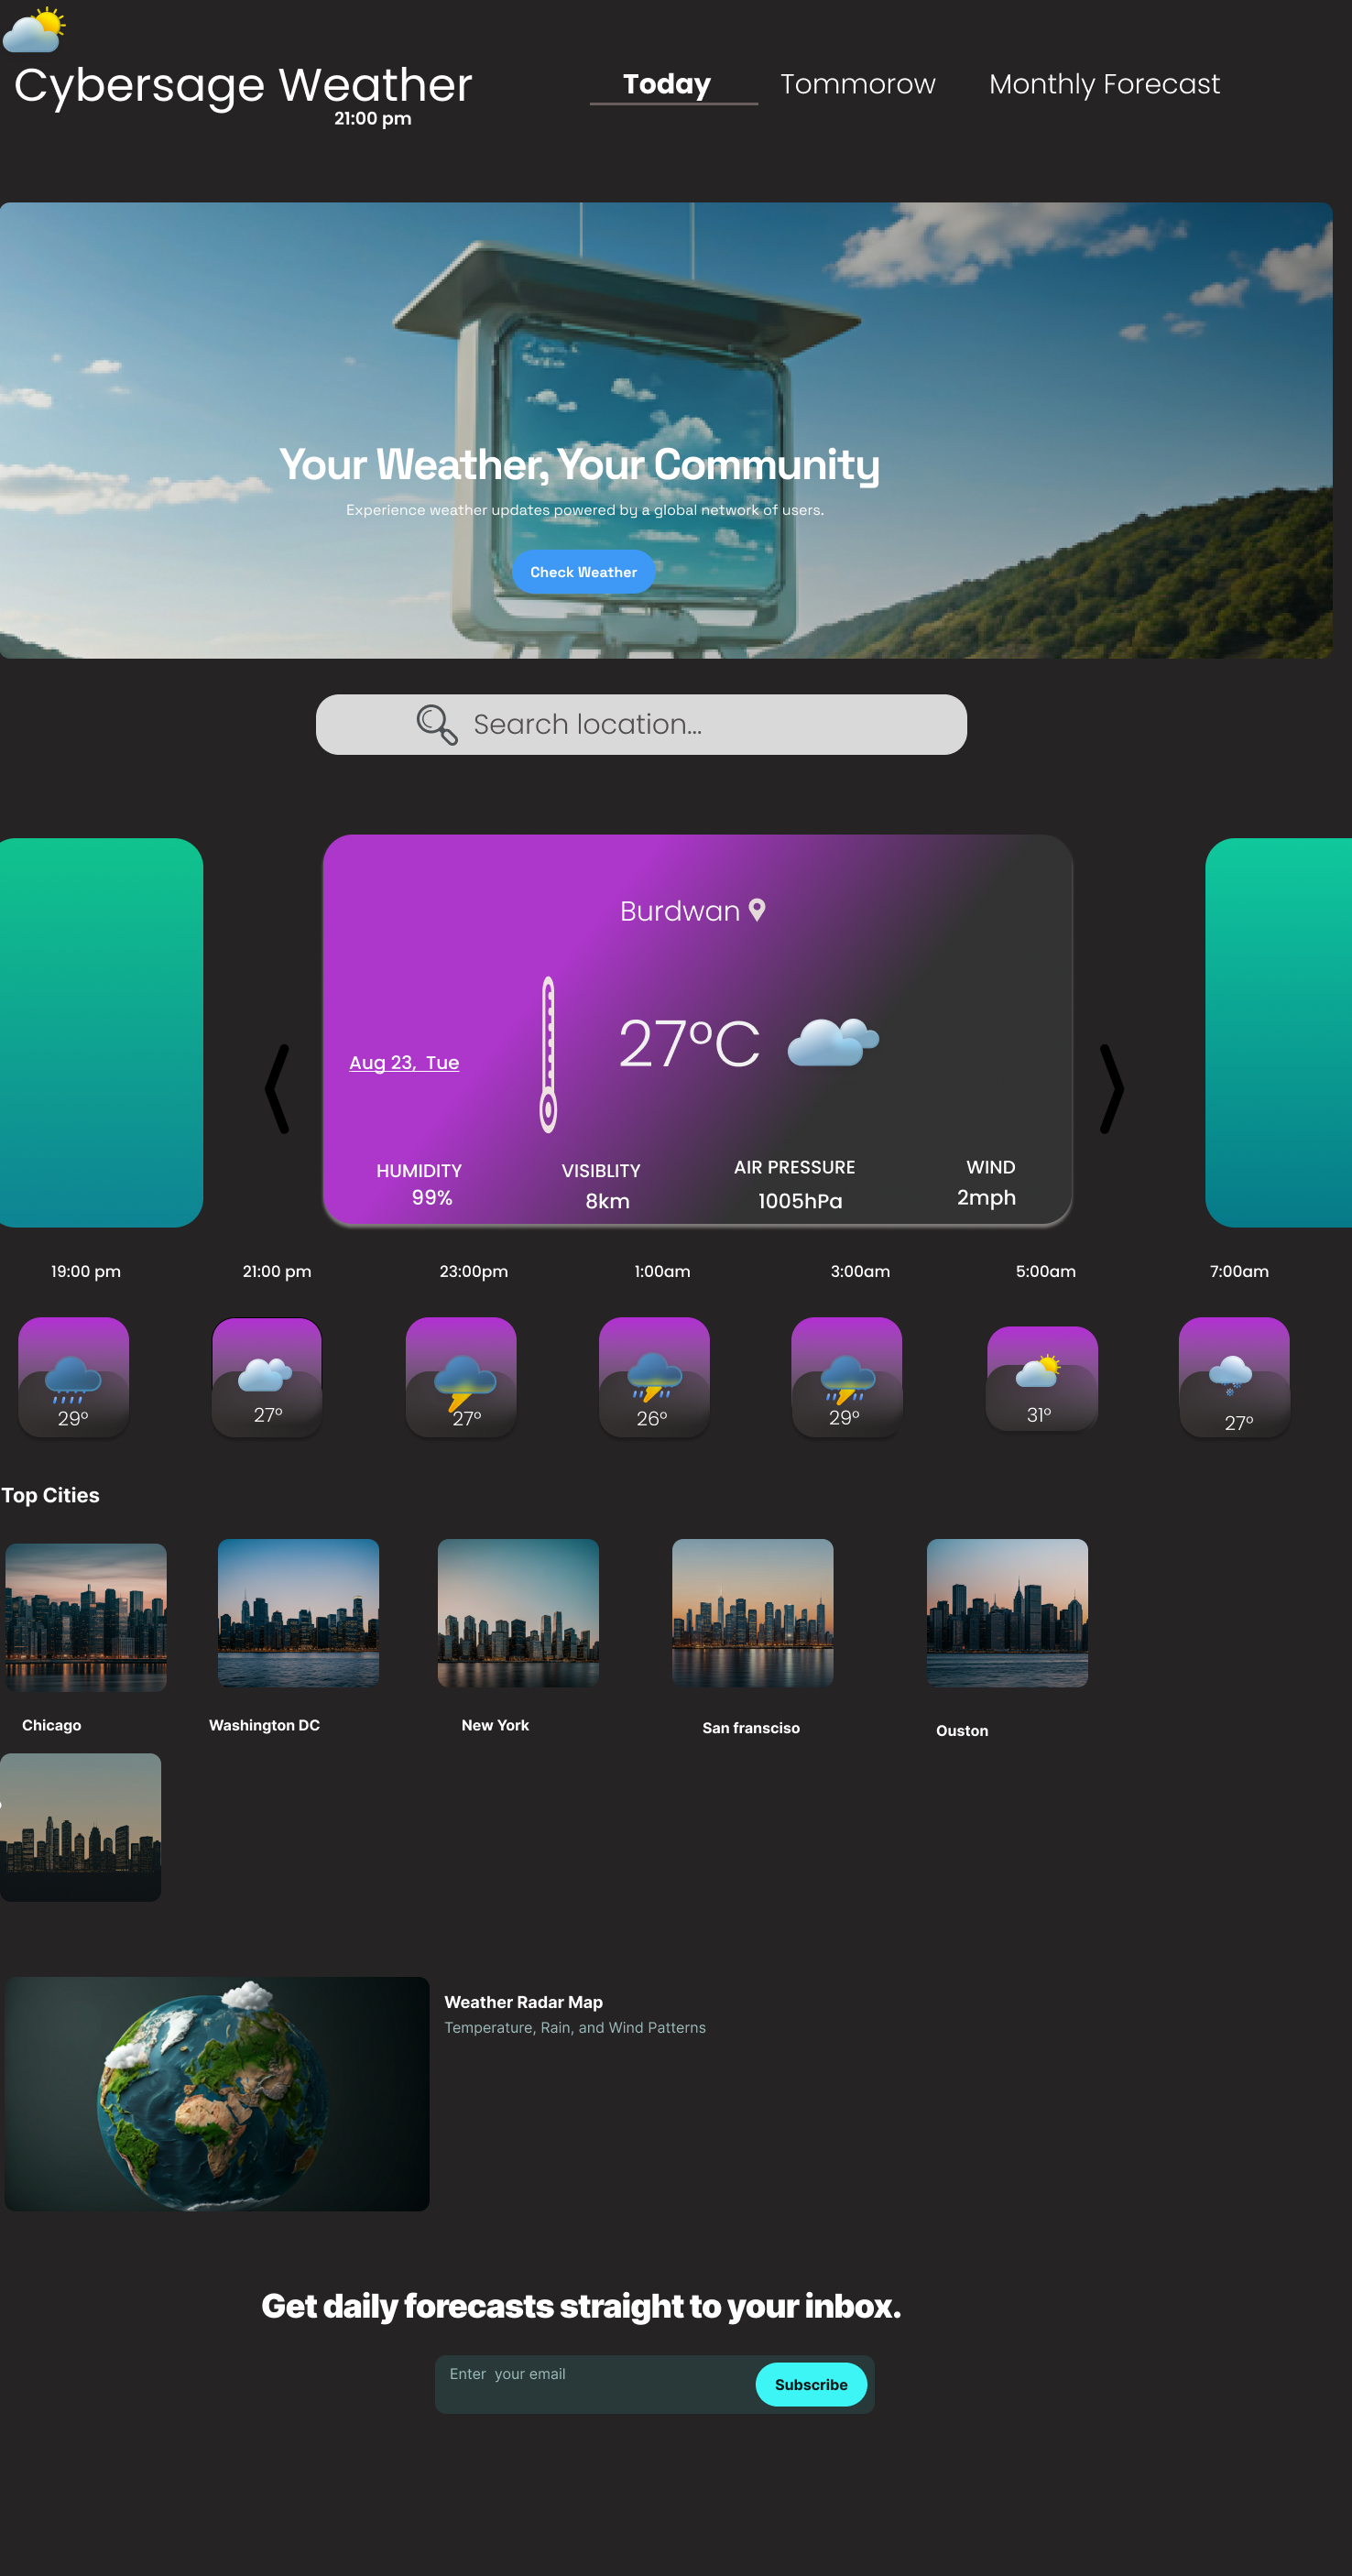 Cybersage Weather
21:00 pm
Today
Tommorow
Monthly Forecast
Your Weather, Your Community
Experience weather updates powered by a global network of users.
Check Weather
Search location...
Burdwan
27°C
Aug 23, Tue
HUMIDITY
99%
VISIBLITY
8km
AIR PRESSURE
1005hPa
WIND
2mph
19:00 pm
21:00 pm
23:00pm
1:00am
3:00am
5:00am
7:00am
29°
27°
27°
26°
29°
31°
27°
Top Cities
Chicago
Washington DC
New York
San fransciso
Ouston
Weather Radar Map
Temperature, Rain, and Wind Patterns
Get daily forecasts straight to your inbox.
Enter your email
Subscribe